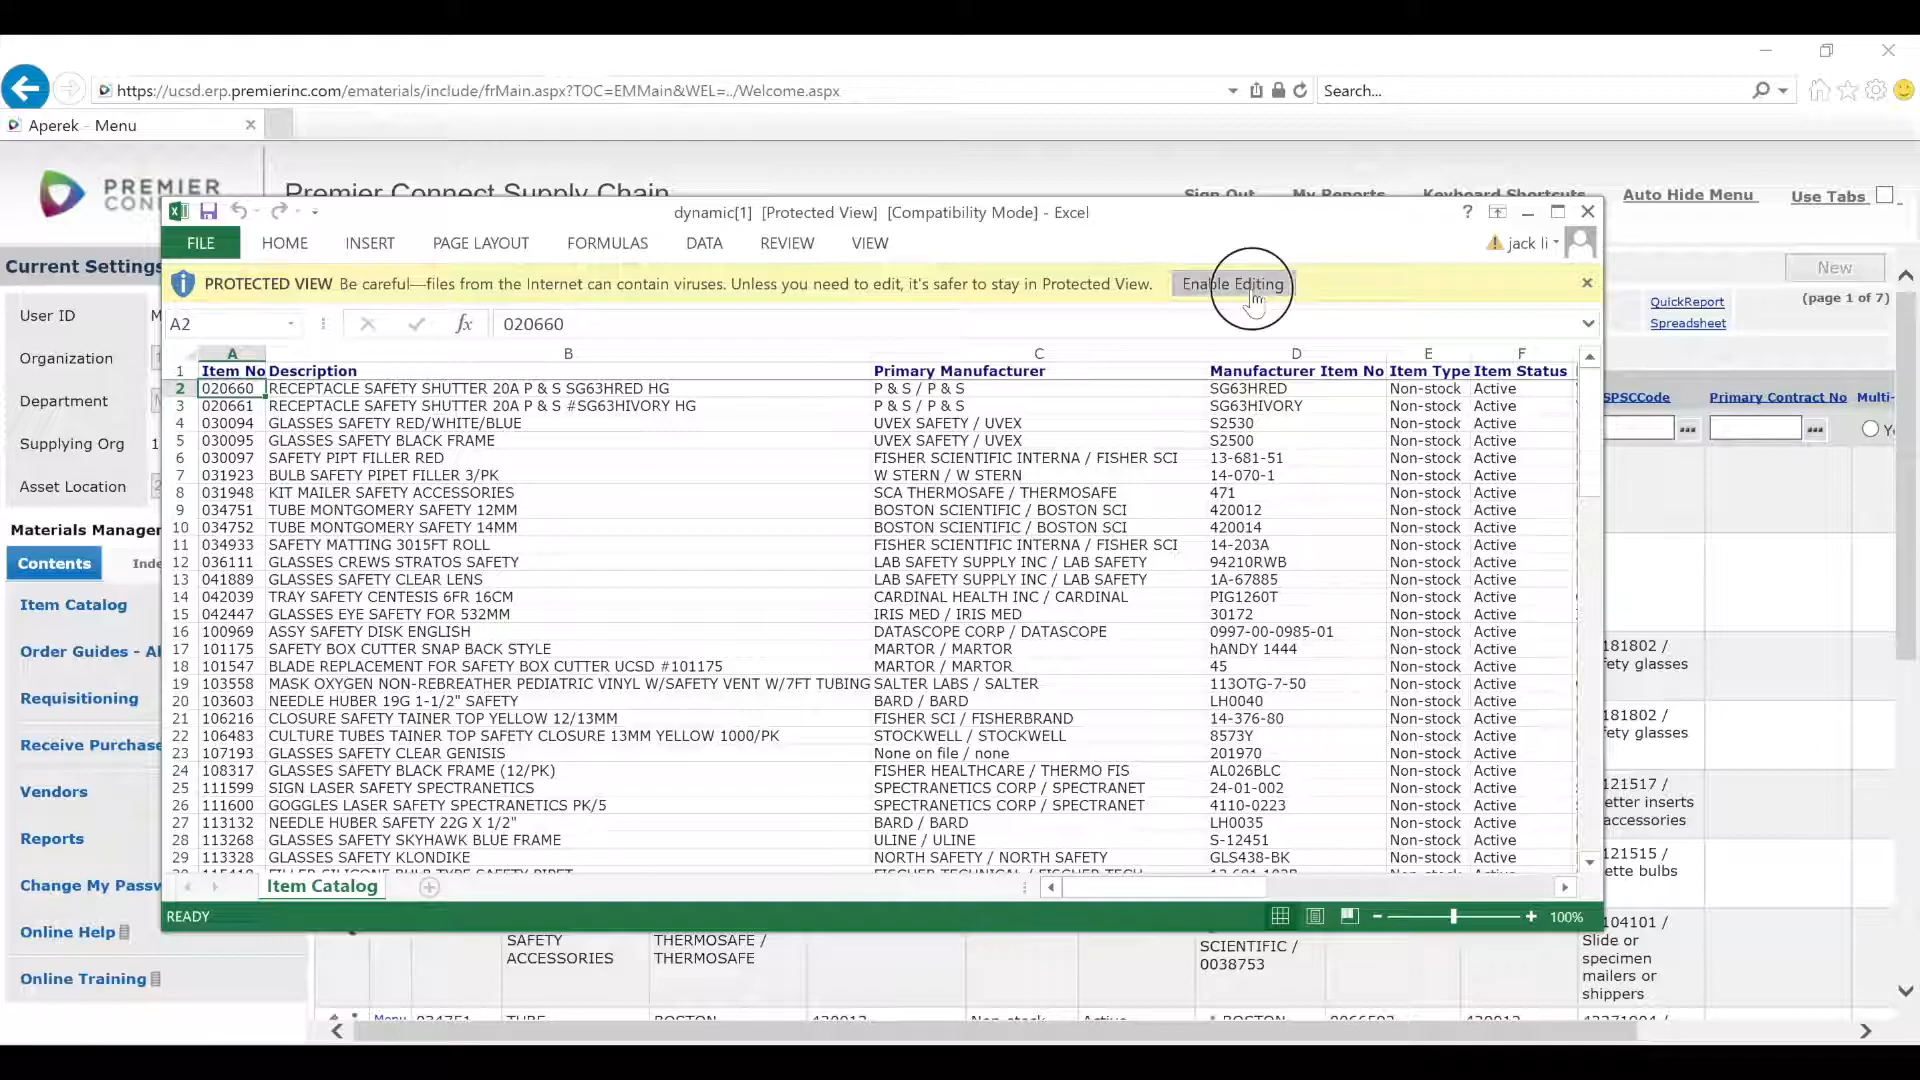 https://ucsd.erp.premierinc.com/ematerials/include/frMain.aspx?TOC=EMMain&WEL=../Welcome.aspx
Search...
Aperek - Menu
PREMIER
Premier Connect Supply Chain
Sign Out
My Reports
Keyboard Shortcuts
Auto Hide Menu
Use Tabs
dynamic[1] [Protected View] [Compatibility Mode] - Excel
FILE HOME INSERT PAGE LAYOUT FORMULAS DATA REVIEW VIEW
jack li
PROTECTED VIEW Be careful—files from the Internet can contain viruses. Unless you need to edit, it's safer to stay in Protected View.
Enable Editing
A2
fx
020660
A B C D E F
1 Item No Description Primary Manufacturer Manufacturer Item No Item Type Item Status
2 020660 RECEPTACLE SAFETY SHUTTER 20A P & S SG63HRED HG P & S / P & S SG63HRED Non-stock Active
3 020661 RECEPTACLE SAFETY SHUTTER 20A P & S #SG63HIVORY HG P & S / P & S SG63HIVORY Non-stock Active
4 030094 GLASSES SAFETY RED/WHITE/BLUE UVEX SAFETY / UVEX S2530 Non-stock Active
5 030095 GLASSES SAFETY BLACK FRAME UVEX SAFETY / UVEX S2500 Non-stock Active
6 030097 SAFETY PIPT FILLER RED FISHER SCIENTIFIC INTERNA / FISHER SCI 13-681-51 Non-stock Active
7 031923 BULB SAFETY PIPET FILLER 3/PK W STERN / W STERN 14-070-1 Non-stock Active
8 031948 KIT MAILER SAFETY ACCESSORIES SCA THERMOSAFE / THERMOSAFE 471 Non-stock Active
9 034751 TUBE MONTGOMERY SAFETY 12MM BOSTON SCIENTIFIC / BOSTON SCI 420012 Non-stock Active
10 034752 TUBE MONTGOMERY SAFETY 14MM BOSTON SCIENTIFIC / BOSTON SCI 420014 Non-stock Active
11 034933 SAFETY MATTING 3015FT ROLL FISHER SCIENTIFIC INTERNA / FISHER SCI 14-203A Non-stock Active
12 036111 GLASSES CREWS STRATOS SAFETY LAB SAFETY SUPPLY INC / LAB SAFETY 94210RWB Non-stock Active
13 041889 GLASSES SAFETY CLEAR LENS LAB SAFETY SUPPLY INC / LAB SAFETY 1A-67885 Non-stock Active
14 042039 TRAY SAFETY CENTESIS 6FR 16CM CARDINAL HEALTH INC / CARDINAL PIG1260T Non-stock Active
15 042447 GLASSES EYE SAFETY FOR 532MM IRIS MED / IRIS MED 30172 Non-stock Active
16 100969 ASSY SAFETY DISK ENGLISH DATASCOPE CORP / DATASCOPE 0997-00-0985-01 Non-stock Active
17 101175 SAFETY BOX CUTTER SNAP BACK STYLE MARTOR / MARTOR hANDY 1444 Non-stock Active
18 101547 BLADE REPLACEMENT FOR SAFETY BOX CUTTER UCSD #101175 MARTOR / MARTOR 45 Non-stock Active
19 103558 MASK OXYGEN NON-REBREATHER PEDIATRIC VINYL W/SAFETY VENT W/7FT TUBING SALTER LABS / SALTER 113OTG-7-50 Non-stock Active
20 103603 NEEDLE HUBER 19G 1-1/2" SAFETY BARD / BARD LH0040 Non-stock Active
21 106216 CLOSURE SAFETY TAINER TOP YELLOW 12/13MM FISHER SCI / FISHERBRAND 14-376-80 Non-stock Active
22 106483 CULTURE TUBES TAINER TOP SAFETY CLOSURE 13MM YELLOW 1000/PK STOCKWELL / STOCKWELL 8573Y Non-stock Active
23 107193 GLASSES SAFETY CLEAR GENISIS None on file / none 201970 Non-stock Active
24 108317 GLASSES SAFETY BLACK FRAME (12/PK) FISHER HEALTHCARE / THERMO FIS AL026BLC Non-stock Active
25 111599 SIGN LASER SAFETY SPECTRANETICS SPECTRANETICS CORP / SPECTRANET 24-01-002 Non-stock Active
26 111600 GOGGLES LASER SAFETY SPECTRANETICS PK/5 SPECTRANETICS CORP / SPECTRANET 4110-0223 Non-stock Active
27 113132 NEEDLE HUBER SAFETY 22G X 1/2" BARD / BARD LH0035 Non-stock Active
28 113268 GLASSES SAFETY SKYHAWK BLUE FRAME ULINE / ULINE S-12451 Non-stock Active
29 113328 GLASSES SAFETY KLONDIKE NORTH SAFETY / NORTH SAFETY GLS438-BK Non-stock Active
Item Catalog
READY
100%
Current Settings
User ID M
Organization
Department
Supplying Org 1
Asset Location
Materials Manager
Contents
Item Catalog
Order Guides - Al
Requisitioning
Receive Purchase
Vendors
Reports
Change My Passw
Online Help
Online Training
New
QuickReport
(page 1 of 7)
Spreadsheet
SPSCCode
Primary Contract No
Multi-
181802 /
fety glasses
181802 /
fety glasses
121517 /
etter inserts
accessories
121515 /
ette bulbs
104101 /
Slide or
specimen
mailers or
shippers
SAFETY
ACCESSORIES
THERMOSAFE /
THERMOSAFE
SCIENTIFIC /
0038753